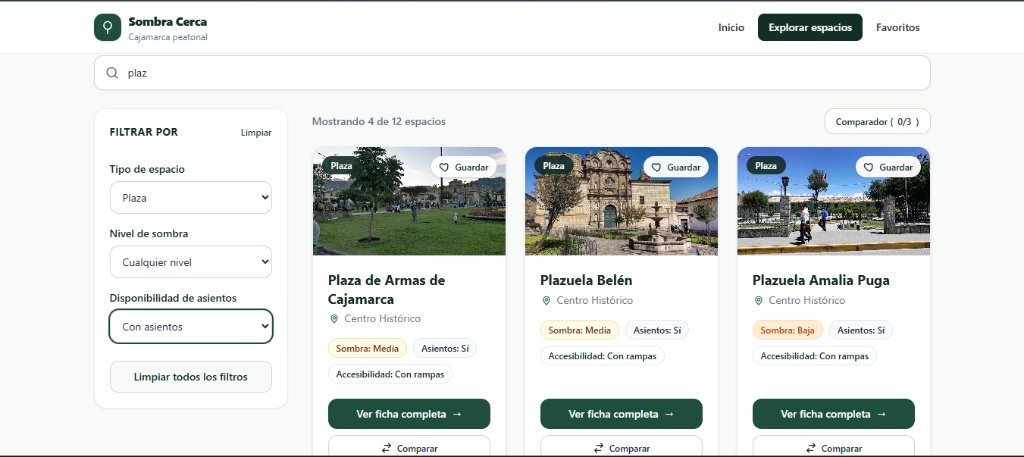 Sombra Cerca
Cajamarca peatonal
Inicio
Explorar espacios
Favoritos
plaz
FILTRAR POR
Limpiar
Tipo de espacio
Plaza
Nivel de sombra
Cualquier nivel
Disponibilidad de asientos
Con asientos
Limpiar todos los filtros
Mostrando 4 de 12 espacios
Comparador ( 0/3 )
Plaza
Guardar
Plaza de Armas de
Cajamarca
Centro Histórico
Sombra: Media
Asientos: Sí
Accesibilidad: Con rampas
Ver ficha completa →
Comparar
Plaza
Guardar
Plazuela Belén
Centro Histórico
Sombra: Media
Asientos: Sí
Accesibilidad: Con rampas
Ver ficha completa →
Comparar
Plaza
Guardar
Plazuela Amalia Puga
Centro Histórico
Sombra: Baja
Asientos: Sí
Accesibilidad: Con rampas
Ver ficha completa →
Comparar